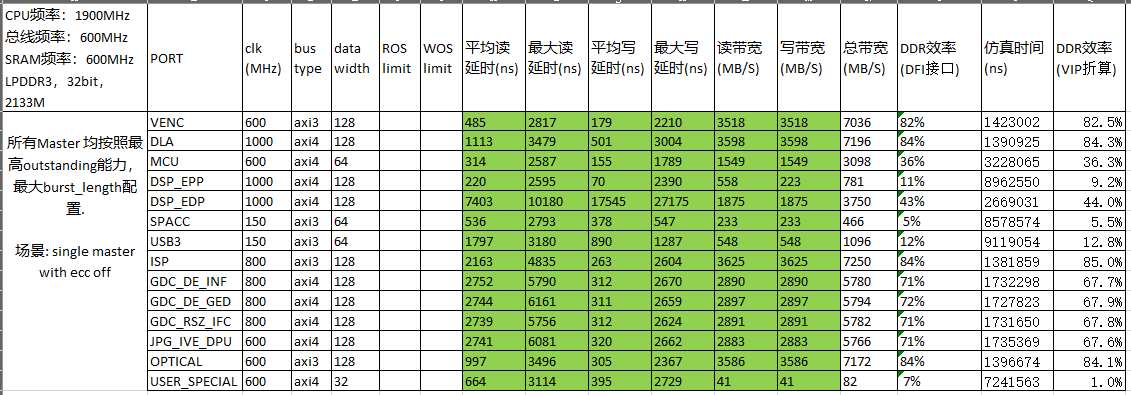 CPU频率：1900MHz
总线频率：600MHz
SRAM频率：600MHz
LPDDR3，32bit，
2133M
PORT
clk
(MHz)
bus
type
data
width
ROS
limit
WOS
limit
平均读
延时(ns)
最大读
延时(ns)
平均写
延时(ns)
最大写
延时(ns)
读带宽
(MB/S)
写带宽
(MB/S)
总带宽
(MB/S)
DDR效率
(DFI接口)
仿真时间
(ns)
DDR效率
(VIP折算)
所有Master 均按照最
高outstanding能力，
最大burst_length配
置.
场景: single master
with ecc off
VENC 600 axi3 128 485 2817 179 2210 3518 3518 7036 82% 1423002 82.5%
DLA 1000 axi4 128 1113 3479 501 3004 3598 3598 7196 84% 1390925 84.3%
MCU 600 axi4 64 314 2587 155 1789 1549 1549 3098 36% 3228065 36.3%
DSP_EPP 1000 axi4 128 220 2595 70 2390 558 223 781 11% 8962550 9.2%
DSP_EDP 1000 axi4 128 7403 10180 17545 27175 1875 1875 3750 43% 2669031 44.0%
SPACC 150 axi3 64 536 2793 378 547 233 233 466 5% 8578574 5.5%
USB3 150 axi3 64 1797 3180 890 1287 548 548 1096 12% 9119054 12.8%
ISP 800 axi3 128 2163 4835 263 2604 3625 3625 7250 84% 1381859 85.0%
GDC_DE_INF 800 axi4 128 2752 5790 312 2670 2890 2890 5780 71% 1732298 67.7%
GDC_DE_GED 800 axi4 128 2744 6161 311 2659 2897 2897 5794 72% 1727823 67.9%
GDC_RSZ_IFC 800 axi4 128 2739 5756 312 2624 2891 2891 5782 71% 1731650 67.8%
JPG_IVE_DPU 600 axi4 128 2741 6081 320 2662 2883 2883 5766 71% 1735369 67.6%
OPTICAL 600 axi3 128 997 3496 305 2367 3586 3586 7172 84% 1396674 84.1%
USER_SPECIAL 600 axi4 32 664 3114 395 2729 41 41 82 7% 7241563 1.0%